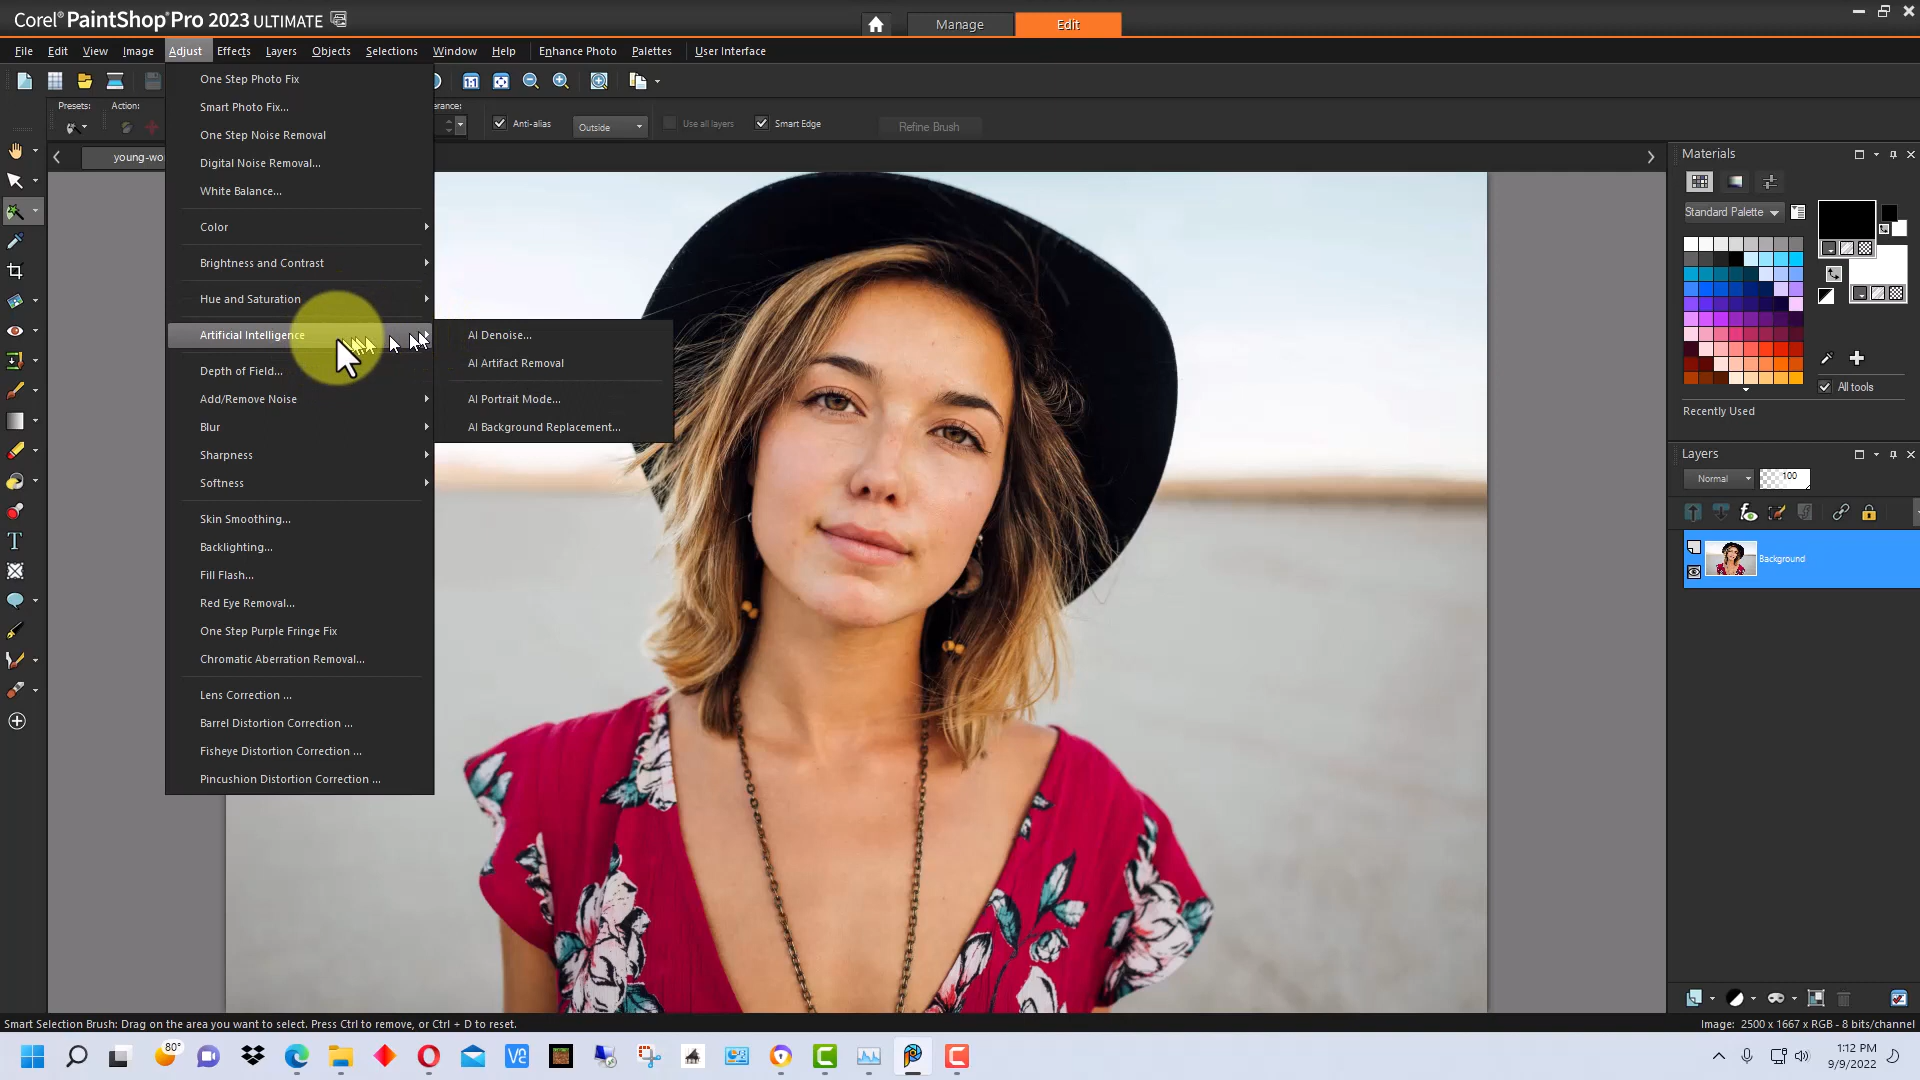 Corel® PaintShop® Pro 2023 ULTIMATE
Manage
Edit
File Edit View Image Adjust Effects Layers Objects Selections Window Help Enhance Photo Palettes User Interface
Presets:
Action:
erance:
Anti-alias
Outside
Use all layers
Smart Edge
Refine Brush
young-wo
One Step Photo Fix
Smart Photo Fix...
One Step Noise Removal
Digital Noise Removal...
White Balance...
Color
Brightness and Contrast
Hue and Saturation
Artificial Intelligence
Depth of Field...
Add/Remove Noise
Blur
Sharpness
Softness
Skin Smoothing...
Backlighting...
Fill Flash...
Red Eye Removal...
One Step Purple Fringe Fix
Chromatic Aberration Removal...
Lens Correction ...
Barrel Distortion Correction ...
Fisheye Distortion Correction ...
Pincushion Distortion Correction ...
AI Denoise...
AI Artifact Removal
AI Portrait Mode...
AI Background Replacement...
Materials
Standard Palette
All tools
Recently Used
Layers
Normal
100
Background
Smart Selection Brush: Drag on the area you want to select. Press Ctrl to remove, or Ctrl + D to reset.
Image: 2500 x 1667 x RGB - 8 bits/channel
80°
1:12 PM
9/9/2022